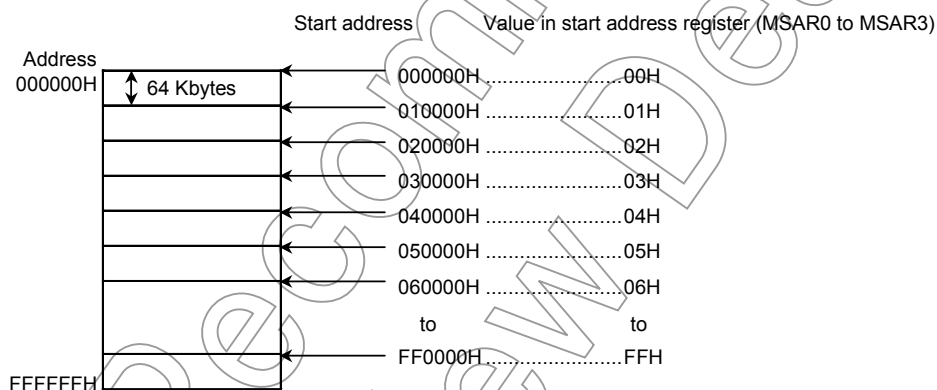 Start address Value in start address register (MSAR0 to MSAR3)
Address
000000H
64 Kbytes
000000H ........................ 00H
010000H ........................ 01H
020000H ........................ 02H
030000H ........................ 03H
040000H ........................ 04H
050000H ........................ 05H
060000H ........................ 06H
to to
FF0000H ........................ FFH
FFFFFFH